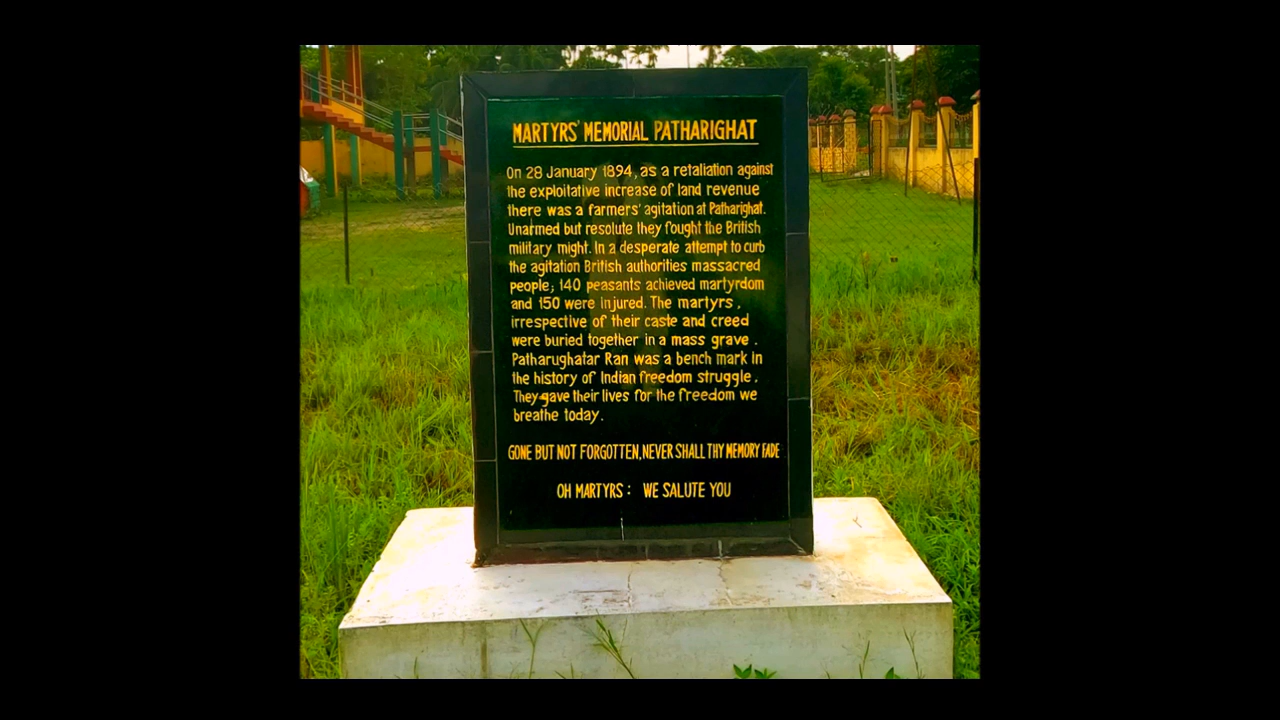 MARTYRS' MEMORIAL PATHARIGHAT
On 28 January 1894, as a retaliation against
the exploitative increase of land revenue
there was a farmers' agitation at Patharighat.
Unarmed but resolute they fought the British
military might. In a desperate attempt to curb
the agitation British authorities massacred
people; 140 peasants achieved martyrdom
and 150 were injured. The martyrs,
irrespective of their caste and creed
were buried together in a mass grave.
Patharughatar Ran was a bench mark in
the history of Indian freedom struggle.
They gave their lives for the freedom we
breathe today.
GONE BUT NOT FORGOTTEN, NEVER SHALL THY MEMORY FADE
OH MARTYRS: WE SALUTE YOU